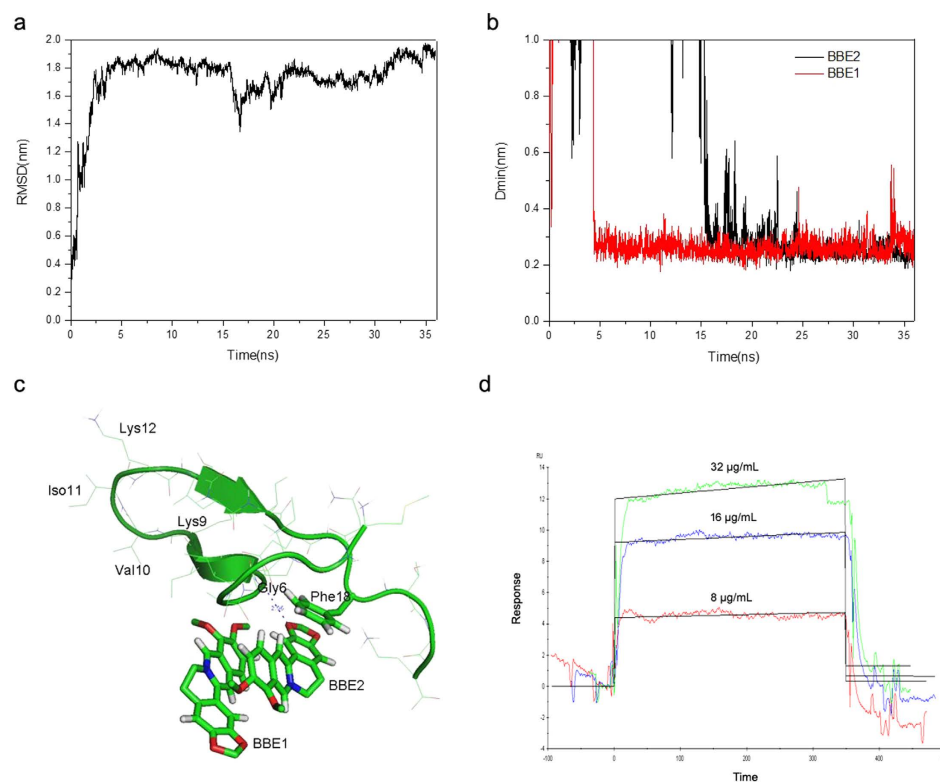 a
2.0
1.8
1.6
1.4
1.2
1.0
0.8
0.6
0.4
0.2
0.0
RMSD(nm)
0 5 10 15 20 25 30 35
Time(ns)
b
1.0
0.8
0.6
0.4
0.2
0.0
Dmin(nm)
BBE2
BBE1
0 5 10 15 20 25 30 35
Time(ns)
c
Lys12
Iso11
Lys9
Val10
Gly6
Phe18
BBE2
BBE1
d
RU
14
12
10
8
6
4
2
0
-2
-4
Response
32 µg/mL
16 µg/mL
8 µg/mL
-100 0 100 200 300 400
Time